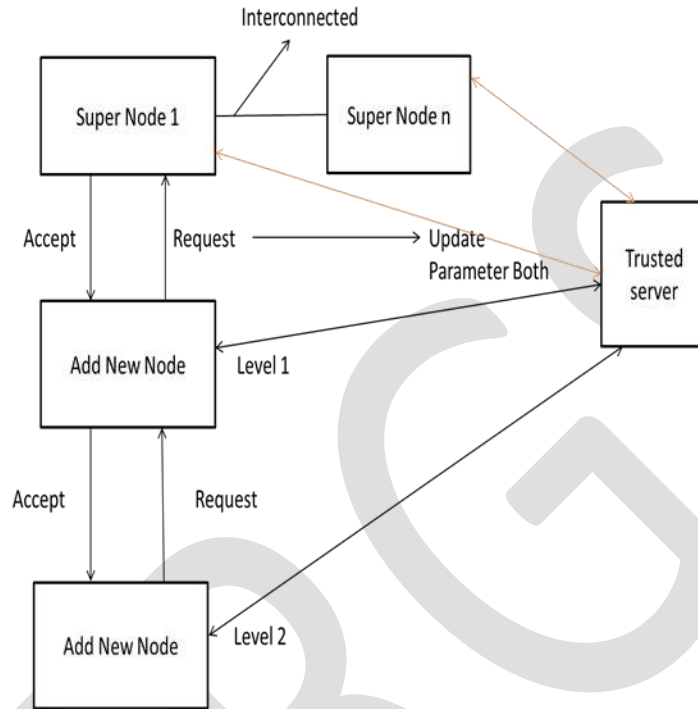 Interconnected
Super Node 1
Super Node n
Accept
Request
Update
Parameter Both
Trusted
server
Add New Node
Level 1
Accept
Request
Add New Node
Level 2